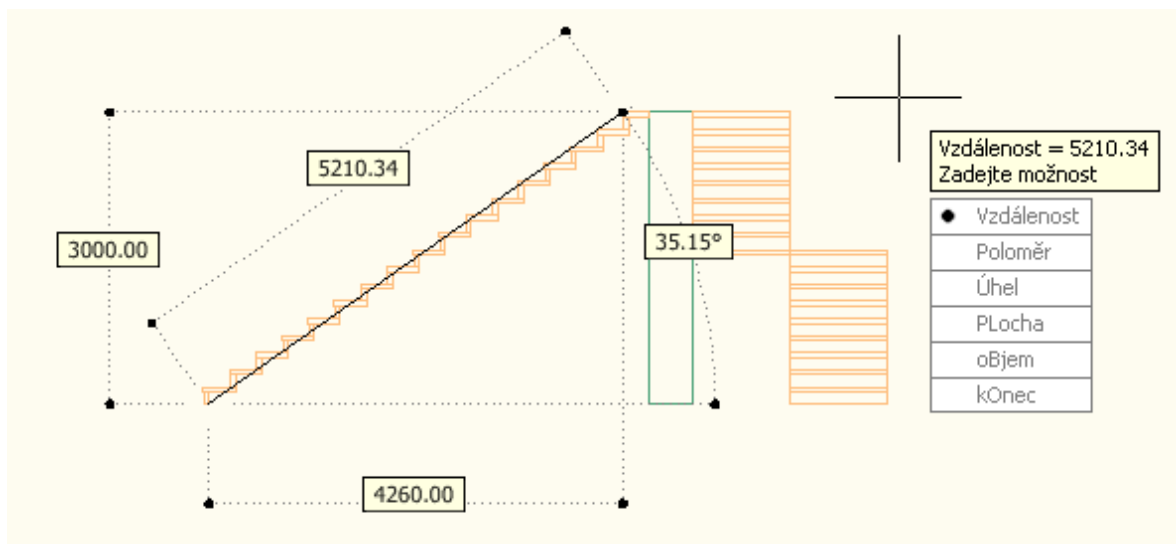 5210.34
3000.00
35.15°
4260.00
Vzdálenost = 5210.34
Zadejte možnost
Vzdálenost
Poloměr
Úhel
PLocha
oBjem
kOnec